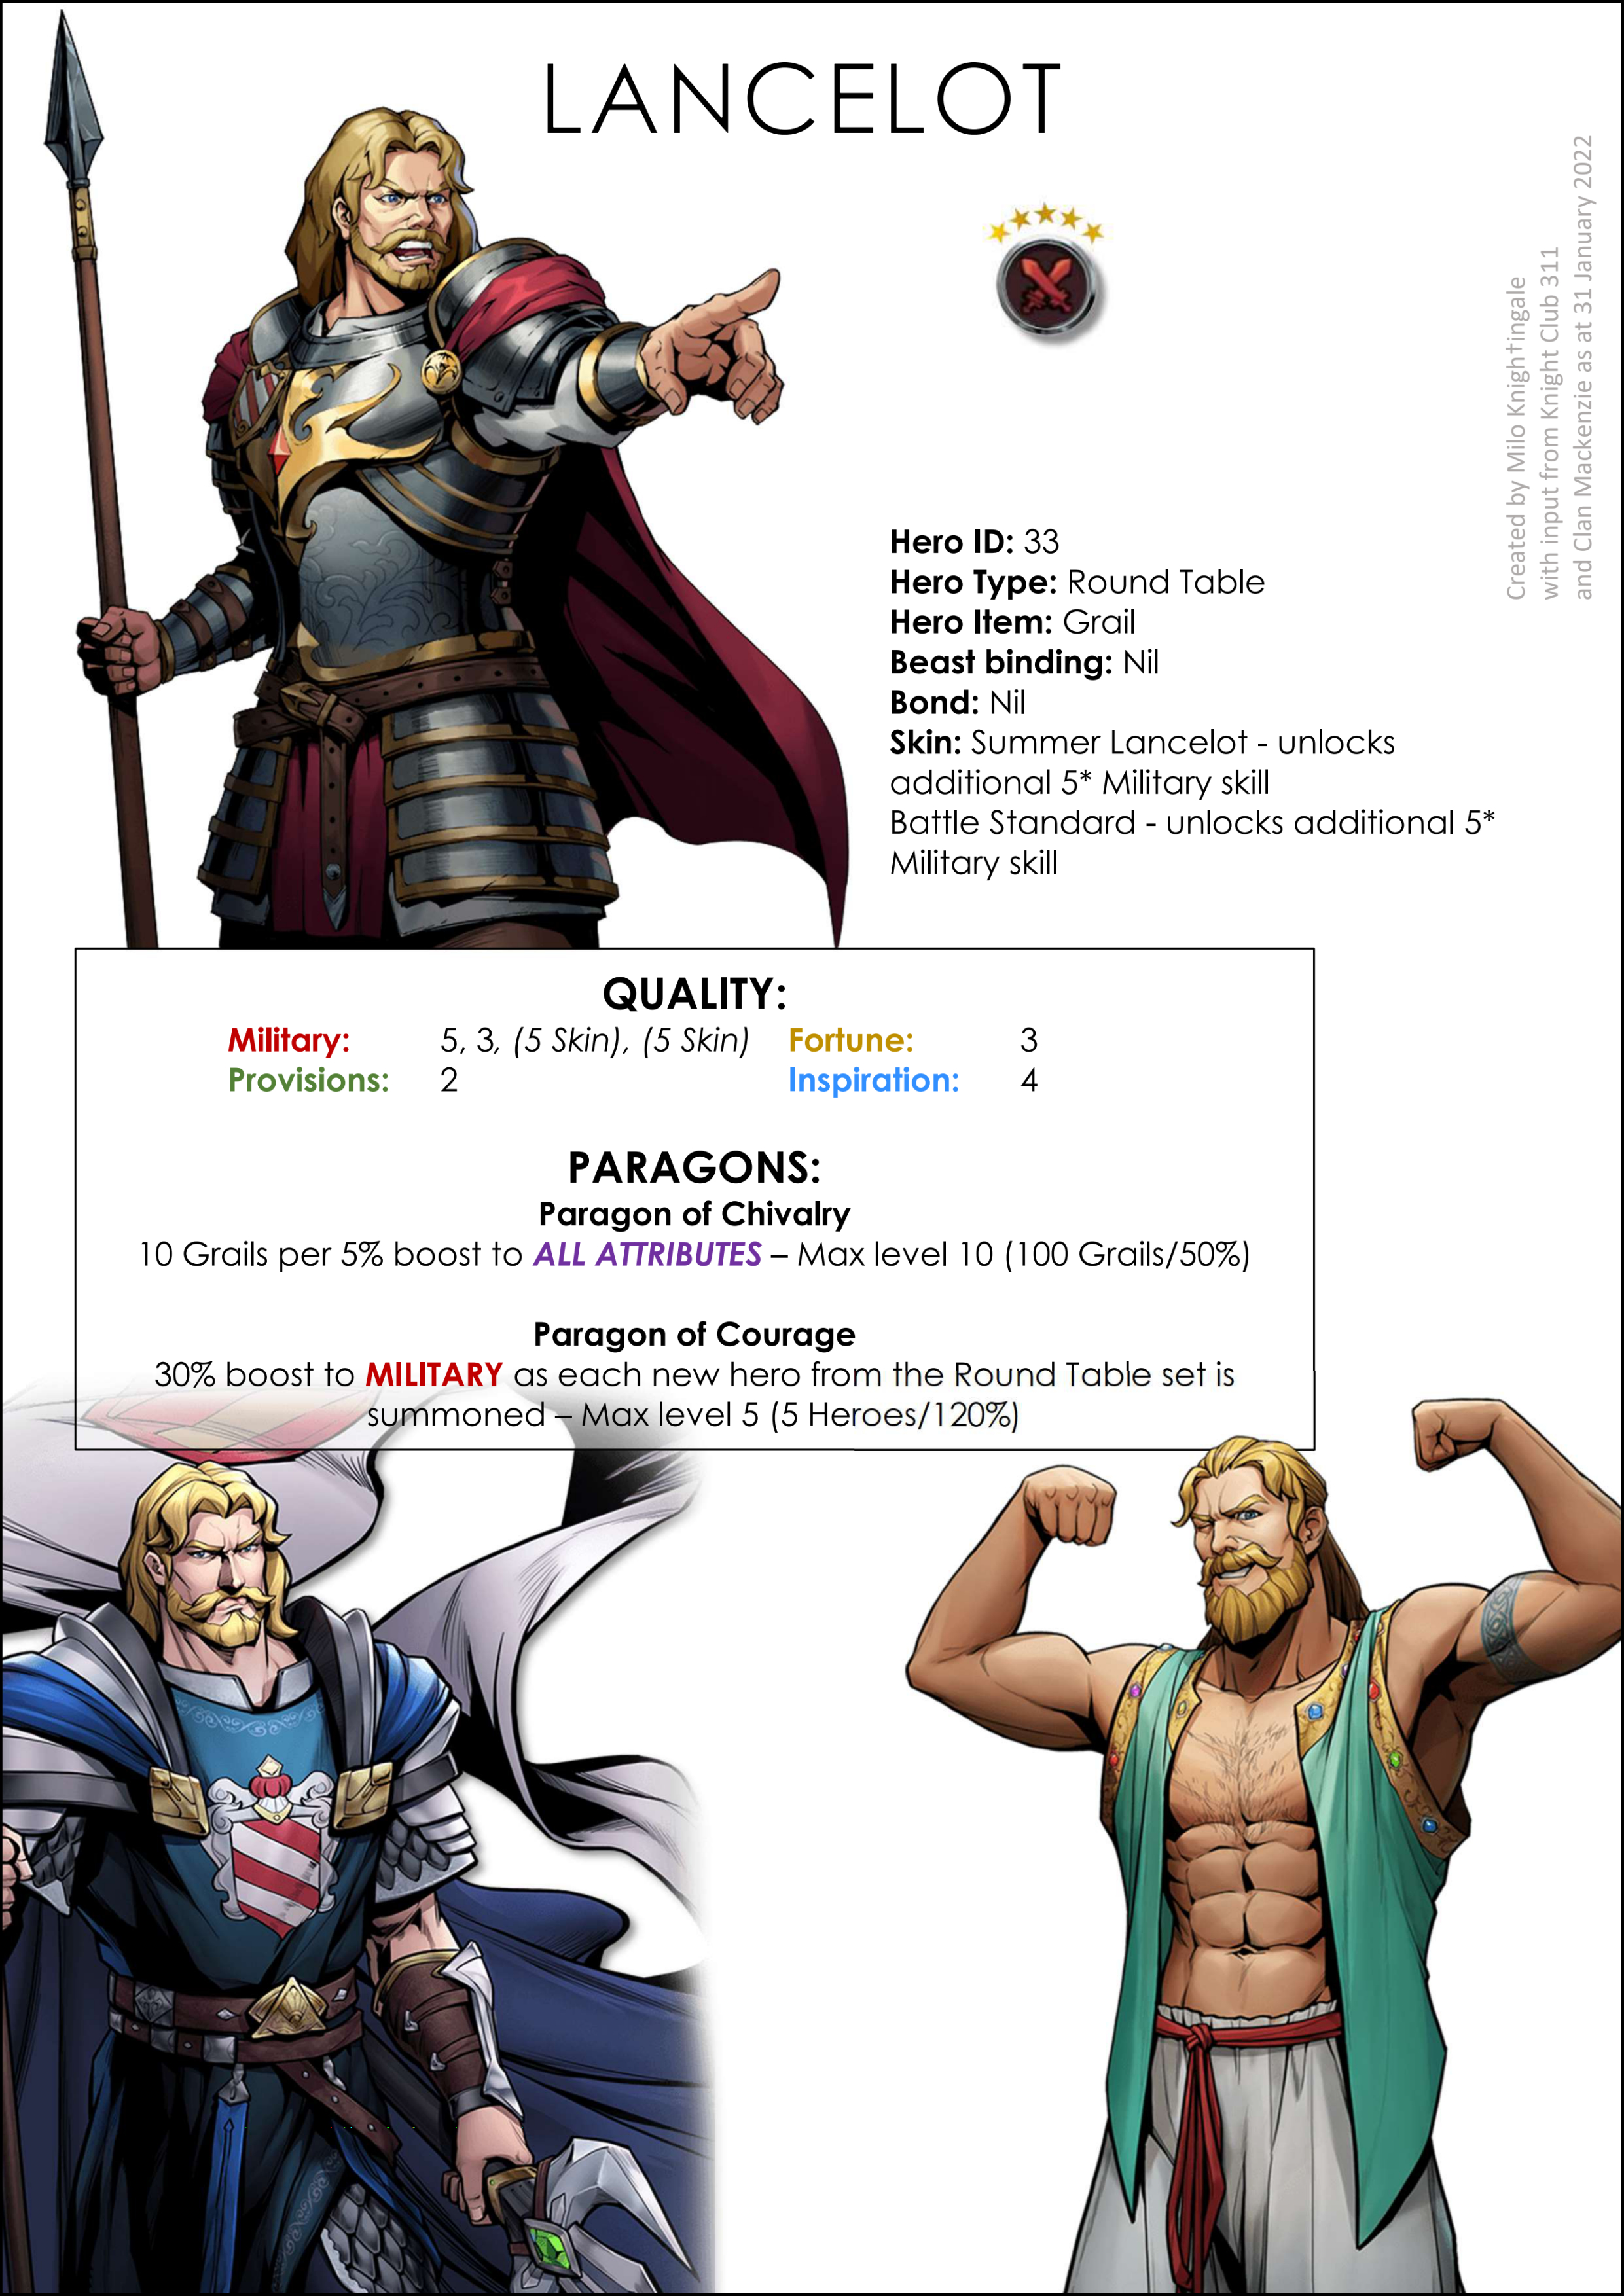 LANCELOT
Created by Milo Knigh†ingale
with input from Knight Club 311
and Clan Mackenzie as at 31 January 2022
Hero ID: 33
Hero Type: Round Table
Hero Item: Grail
Beast binding: Nil
Bond: Nil
Skin: Summer Lancelot - unlocks
additional 5* Military skill
Battle Standard - unlocks additional 5*
Military skill
QUALITY:
Military: 5, 3, (5 Skin), (5 Skin) Fortune: 3
Provisions: 2 Inspiration: 4
PARAGONS:
Paragon of Chivalry
10 Grails per 5% boost to ALL ATTRIBUTES – Max level 10 (100 Grails/50%)
Paragon of Courage
30% boost to MILITARY as each new hero from the Round Table set is
summoned – Max level 5 (5 Heroes/120%)